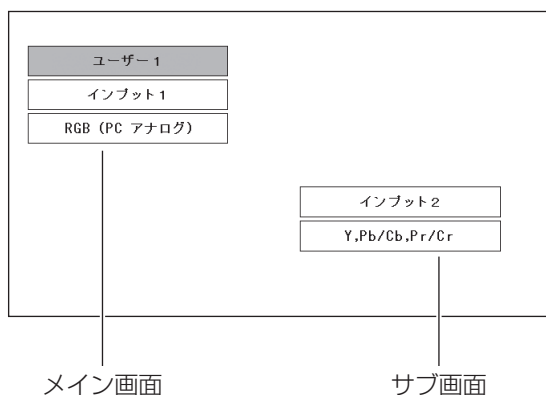 ユーザー 1
インプット 1
RGB (PC アナログ)
インプット 2
Y,Pb/Cb,Pr/Cr
メイン画面
サブ画面